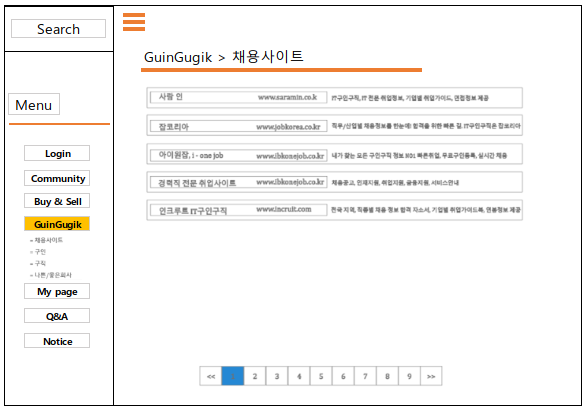 Search
GuinGugik > 채용사이트
Menu
Login
Community
Buy & Sell
GuinGugik
- 채용사이트
- 구인
- 구직
- 나쁜/좋은회사
My page
Q&A
Notice
사람 인 www.saramin.co.k IT구인구직, IT 전문 취업정보, 기업별 취업가이드, 면접정보 제공
잡코리아 www.jobkorea.co.kr 직무/산업별 채용정보를 한눈에! 합격을 위한 빠른 길, IT구인구직은 잡코리아
아이원잡, i - one job www.ibkonejob.co.kr 내가 찾는 모든 구인구직 정보 NO1 빠른취업, 무료구인등록, 실시간 채용
경력직 전문 취업사이트 www.ibkonejob.co.kr 채용공고, 인재지원, 취업지원, 금융지원, 서비스안내
인크루트 IT구인구직 www.incruit.com 전국 지역, 직종별 채용 정보 합격 자소서, 기업별 취업가이드북, 연봉정보 제공
<< 1 2 3 4 5 6 7 8 9 >>